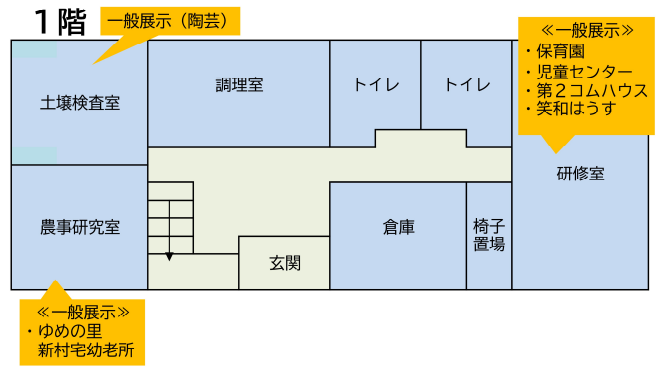 １階
一般展示（陶芸）
≪一般展示≫
・保育園
・児童センター
・第２コムハウス
・笑和はうす
土壌検査室
調理室
トイレ
トイレ
研修室
農事研究室
玄関
倉庫
椅子
置場
≪一般展示≫
・ゆめの里
新村宅幼老所